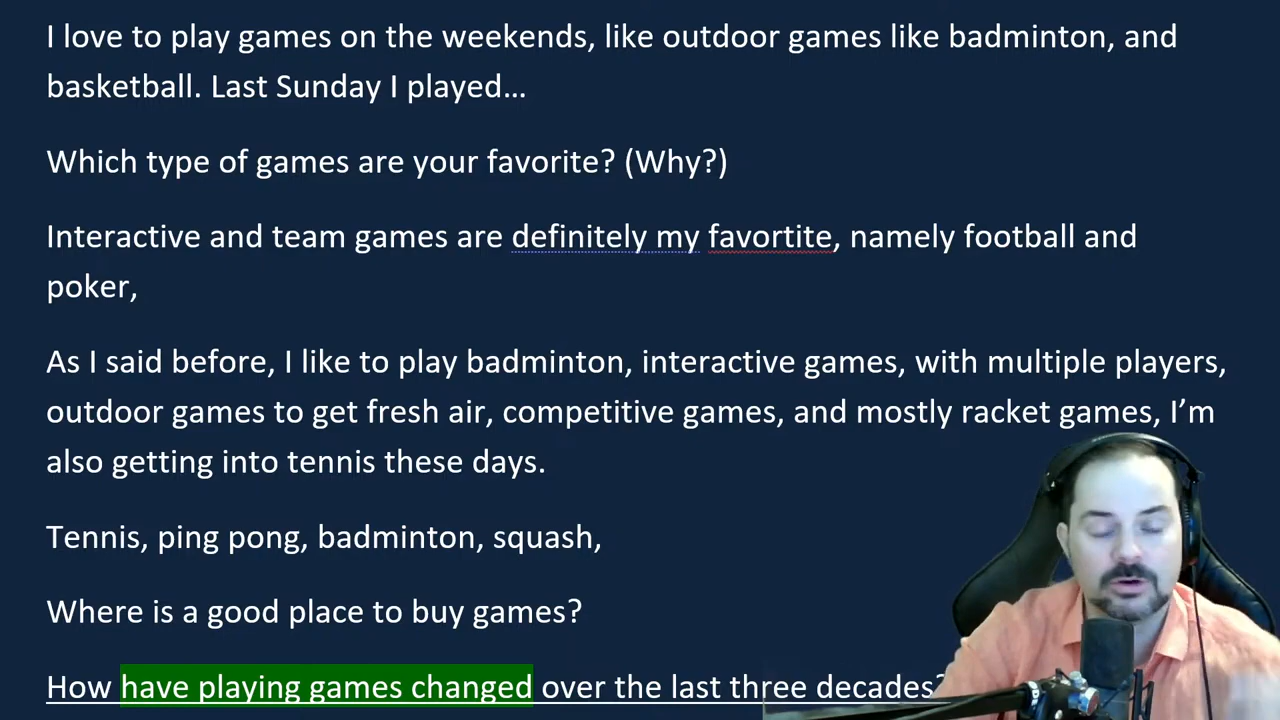 I love to play games on the weekends, like outdoor games like badminton, and
basketball. Last Sunday I played…
Which type of games are your favorite? (Why?)
Interactive and team games are definitely my favortite, namely football and
poker,
As I said before, I like to play badminton, interactive games, with multiple players,
outdoor games to get fresh air, competitive games, and mostly racket games, I’m
also getting into tennis these days.
Tennis, ping pong, badminton, squash,
Where is a good place to buy games?
How have playing games changed over the last three decades?